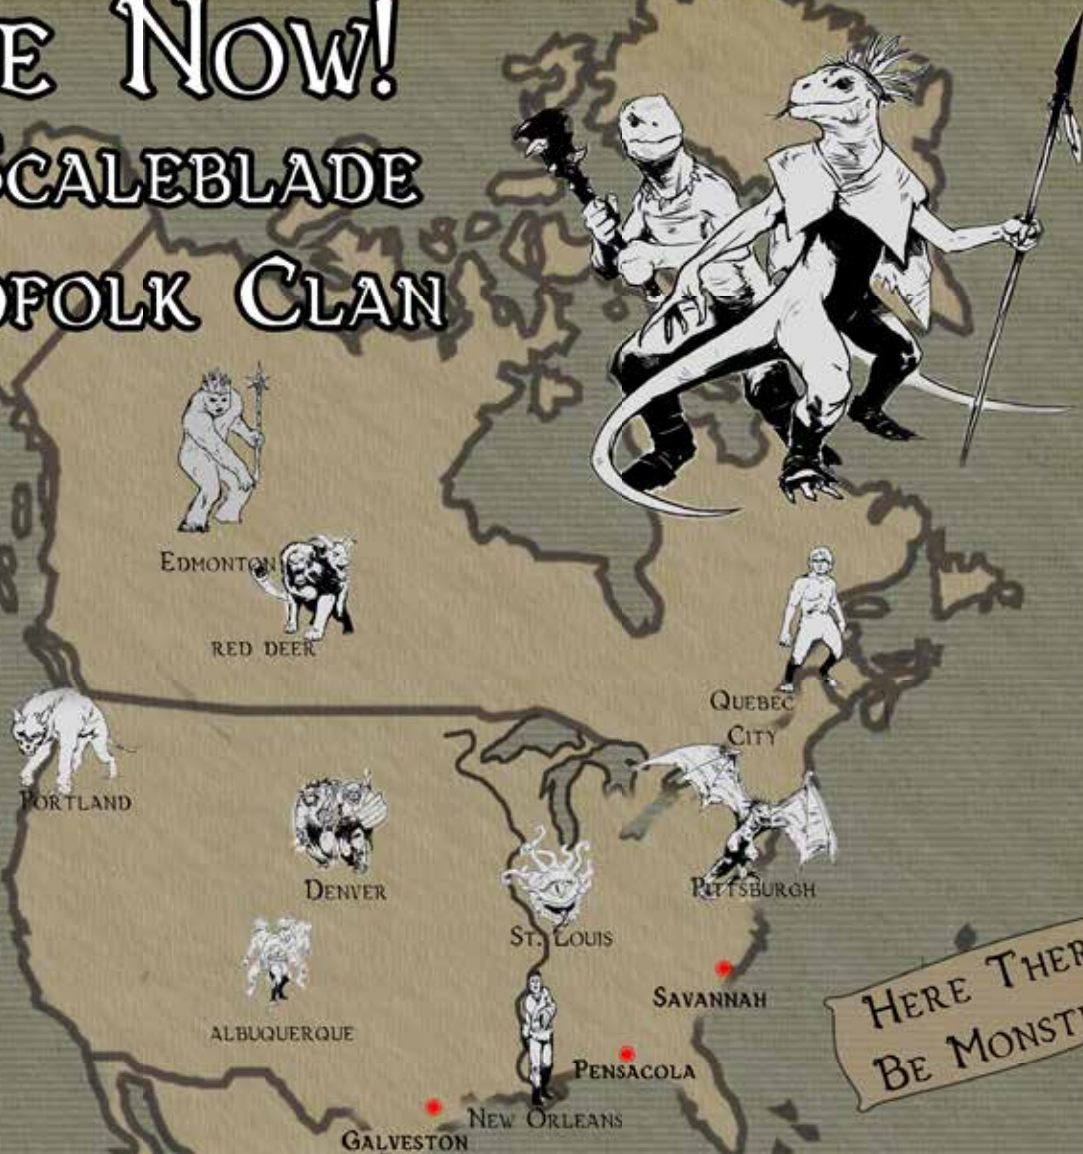 E NOW!
SCALEBLADE
DFOLK CLAN
EDMONTON
RED DEER
QUEBEC
CITY
PORTLAND
DENVER
PITTSBURGH
ST. LOUIS
HERE THER
BE MONST
SAVANNAH
ALBUQUERQUE
PENSACOLA
NEW ORLEANS
GALVESTON